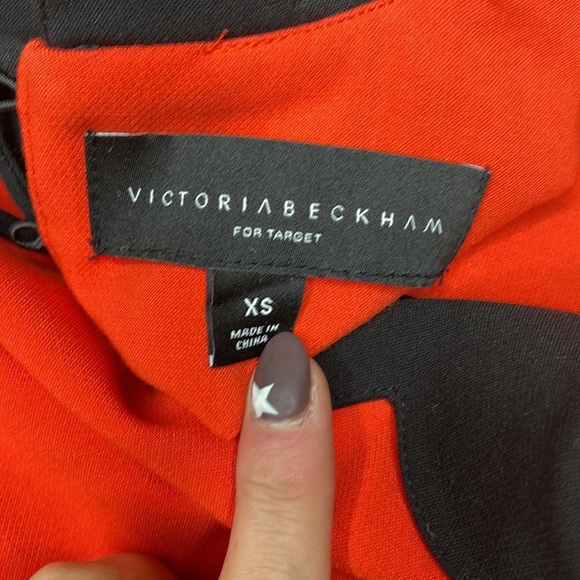 VICTORIABECKHAM
FOR TARGET
XS
MADE IN
CHINA